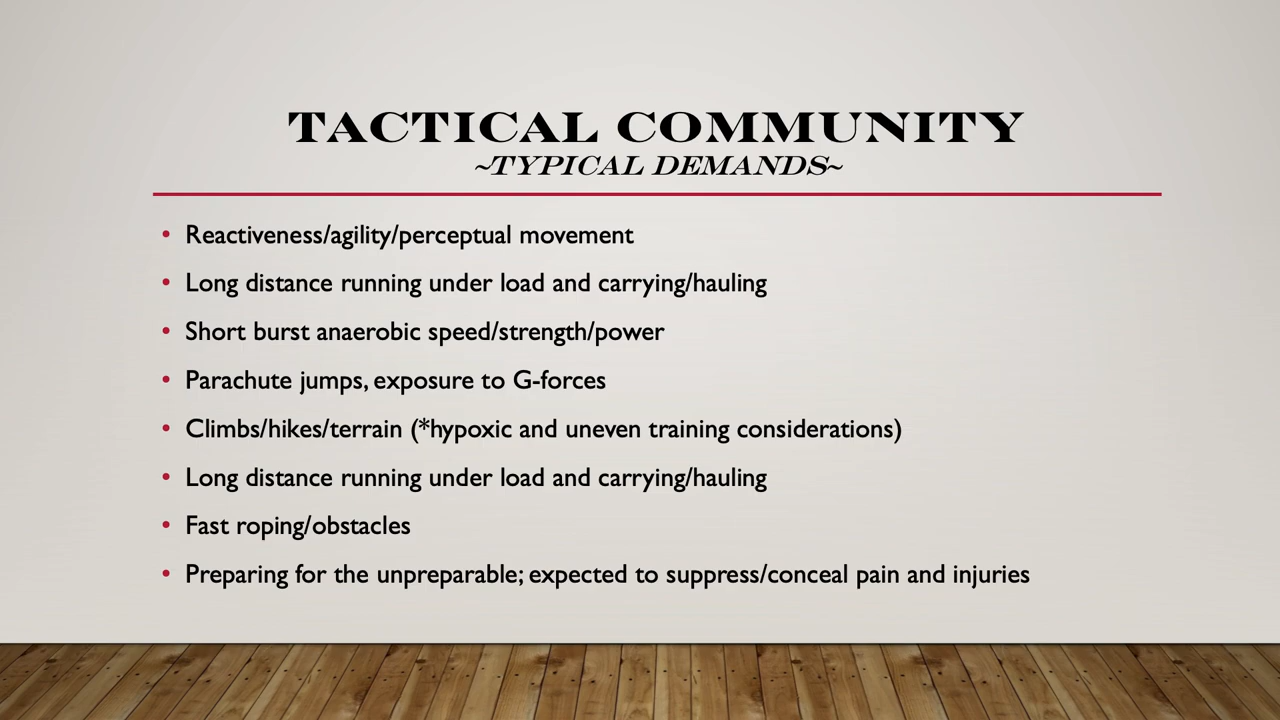 TACTICAL COMMUNITY
~TYPICAL DEMANDS~
• Reactiveness/agility/perceptual movement
• Long distance running under load and carrying/hauling
• Short burst anaerobic speed/strength/power
• Parachute jumps, exposure to G-forces
• Climbs/hikes/terrain (*hypoxic and uneven training considerations)
• Long distance running under load and carrying/hauling
• Fast roping/obstacles
• Preparing for the unpreparable; expected to suppress/conceal pain and injuries